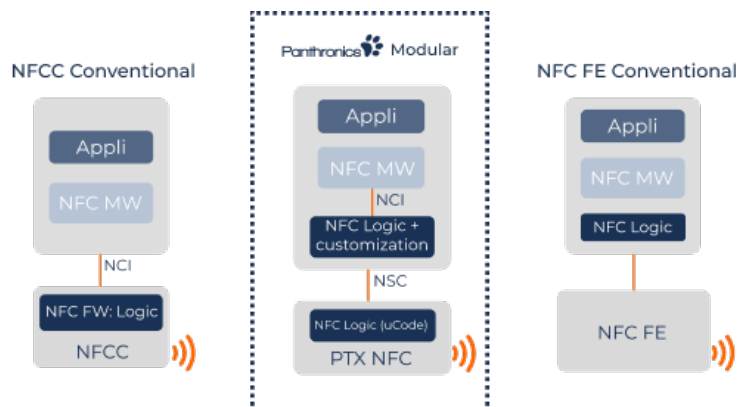 NFCC Conventional
Appli
NFC MW
NCI
NFC FW: Logic
NFCC
Panthronics Modular
Appli
NFC MW
NCI
NFC Logic +
customization
NSC
NFC Logic (uCode)
PTX NFC
NFC FE Conventional
Appli
NFC MW
NFC Logic
NFC FE